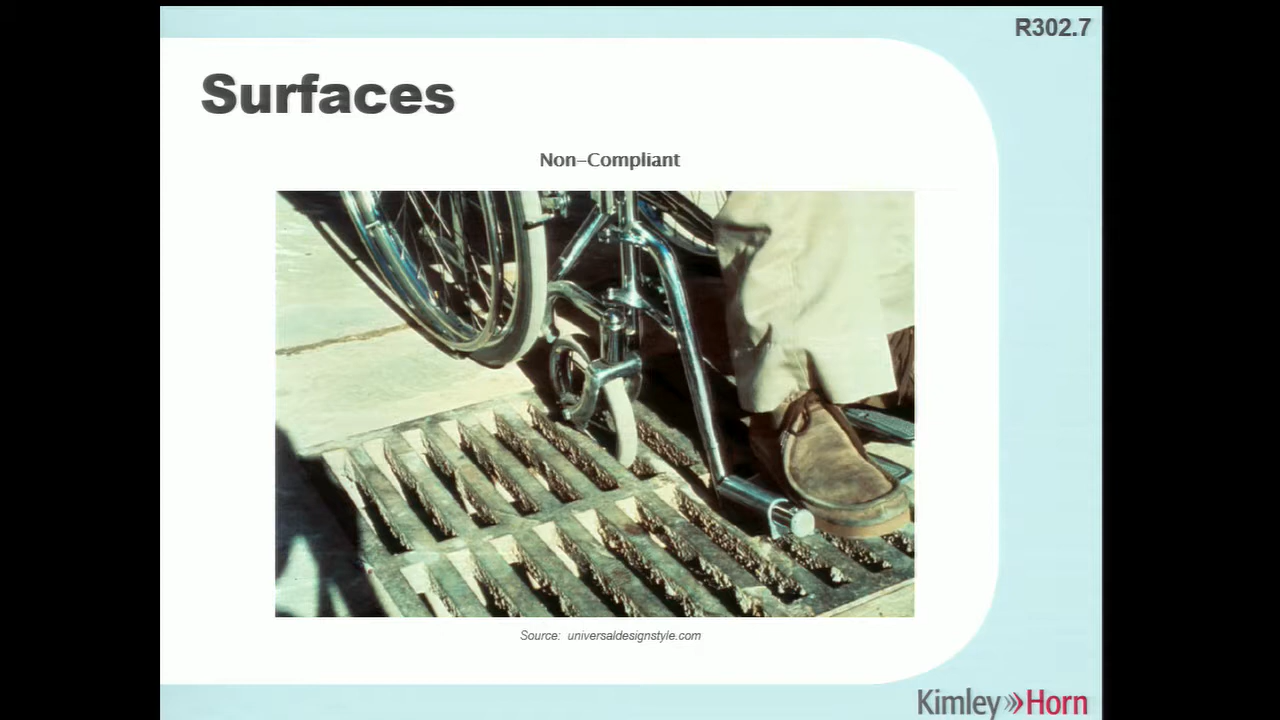 R302.7
Surfaces
Non-Compliant
Source: universaldesignstyle.com
Kimley»Horn